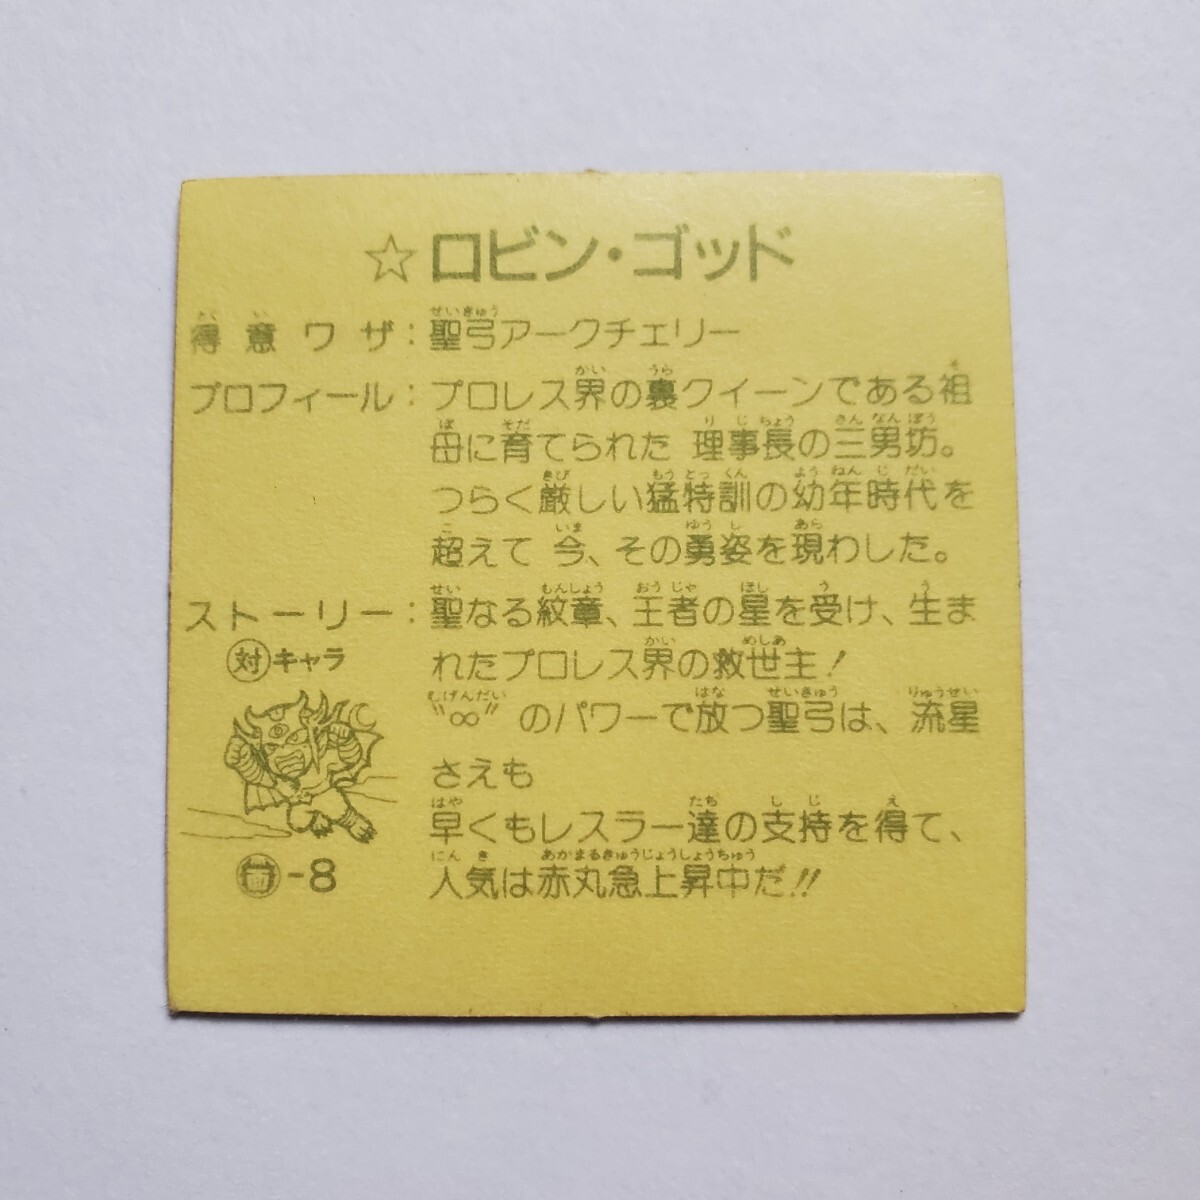 ☆ロビン・ゴッド
得意ワザ：聖弓アークチェリー
プロフィール：プロレス界の裏クイーンである祖
母に育てられた 理事長の三男坊。
つらく厳しい猛特訓の幼年時代を
超えて 今、その勇姿を現わした。
ストーリー：聖なる紋章、王者の星を受け、生ま
れたプロレス界の救世主！
〝∞〟のパワーで放つ聖弓は、流星
さえも
早くもレスラー達の支持を得て、
人気は赤丸急上昇中だ!!
対キャラ
-8